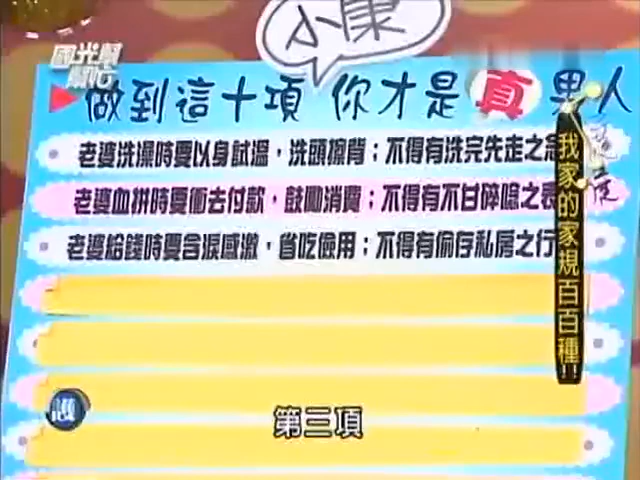 小康
國光幫幫忙
做到這十項 你才是真男人
老婆洗澡時要以身試溫，洗頭擦背；不得有洗完先走之念
老婆血拼時要衝去付款，鼓勵消費；不得有不甘碎唸之表
老婆給錢時要含淚感激，省吃儉用；不得有偷存私房之行
我家的家規百百種!!
護
第三項